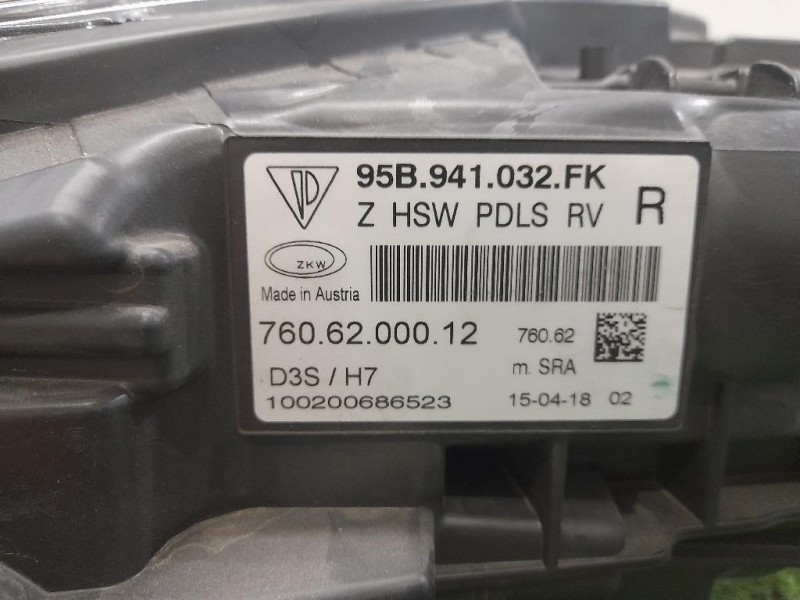 95B.941.032.FK
Z HSW PDLS RV R
ZKW
Made in Austria
760.62.000.12 760.62
D3S / H7 m. SRA
100200686523 15-04-18 02